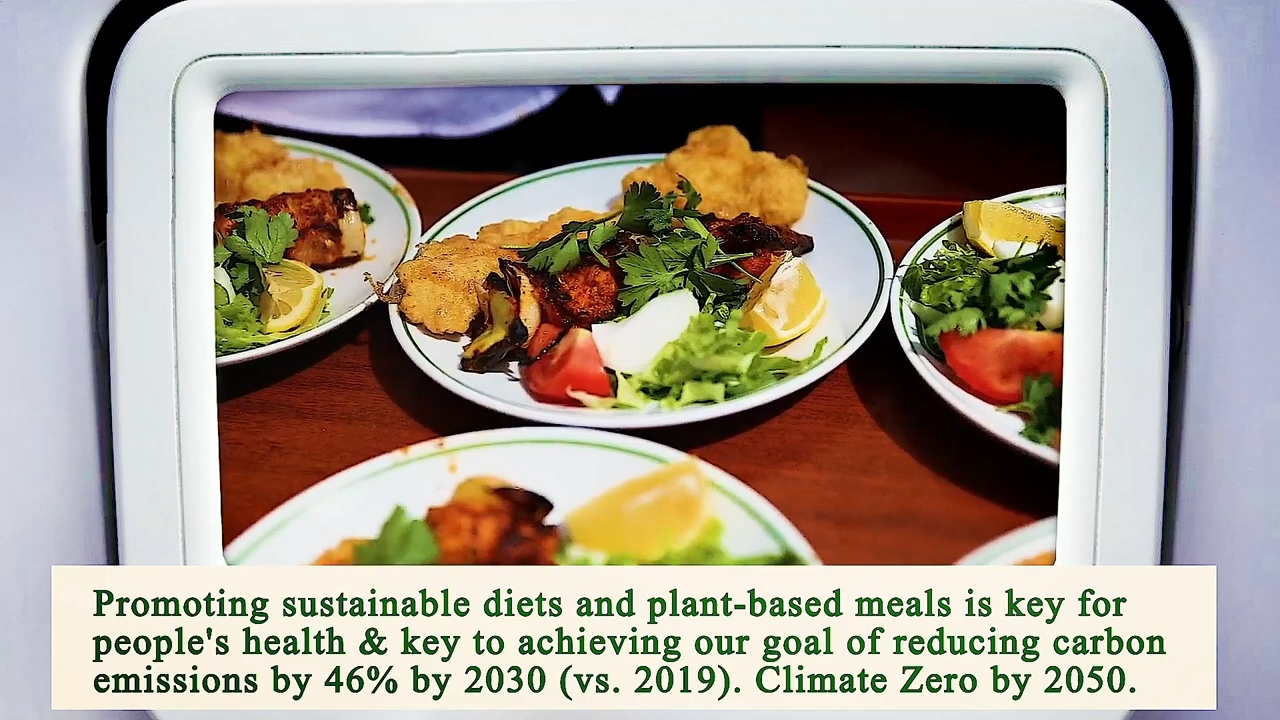 Promoting sustainable diets and plant-based meals is key for
people's health & key to achieving our goal of reducing carbon
emissions by 46% by 2030 (vs. 2019). Climate Zero by 2050.